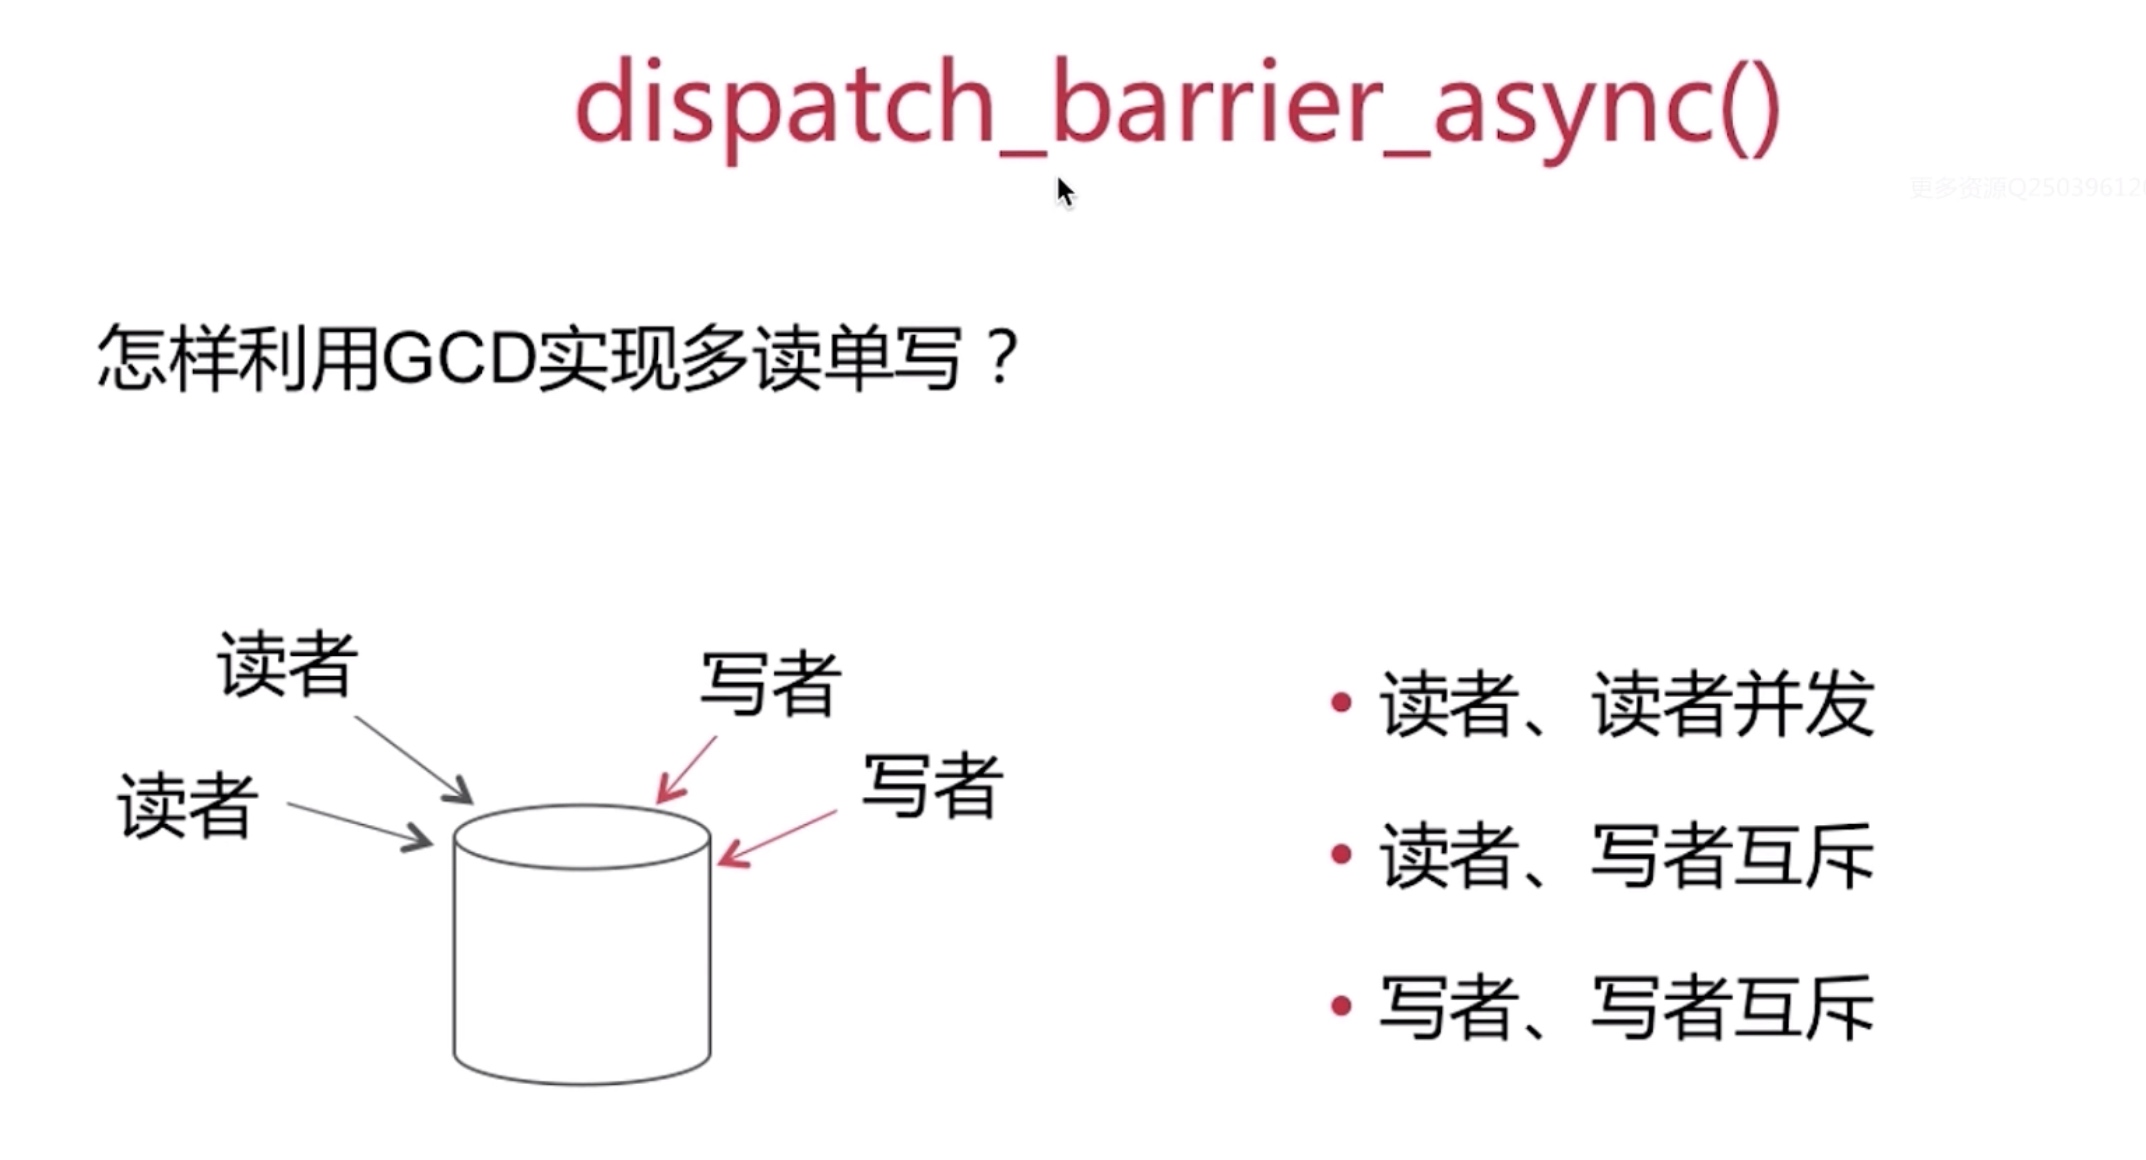 dispatch_barrier_async()
更多资源Q25039612
怎样利用GCD实现多读单写？
读者
写者
读者
写者
• 读者、读者并发
• 读者、写者互斥
• 写者、写者互斥